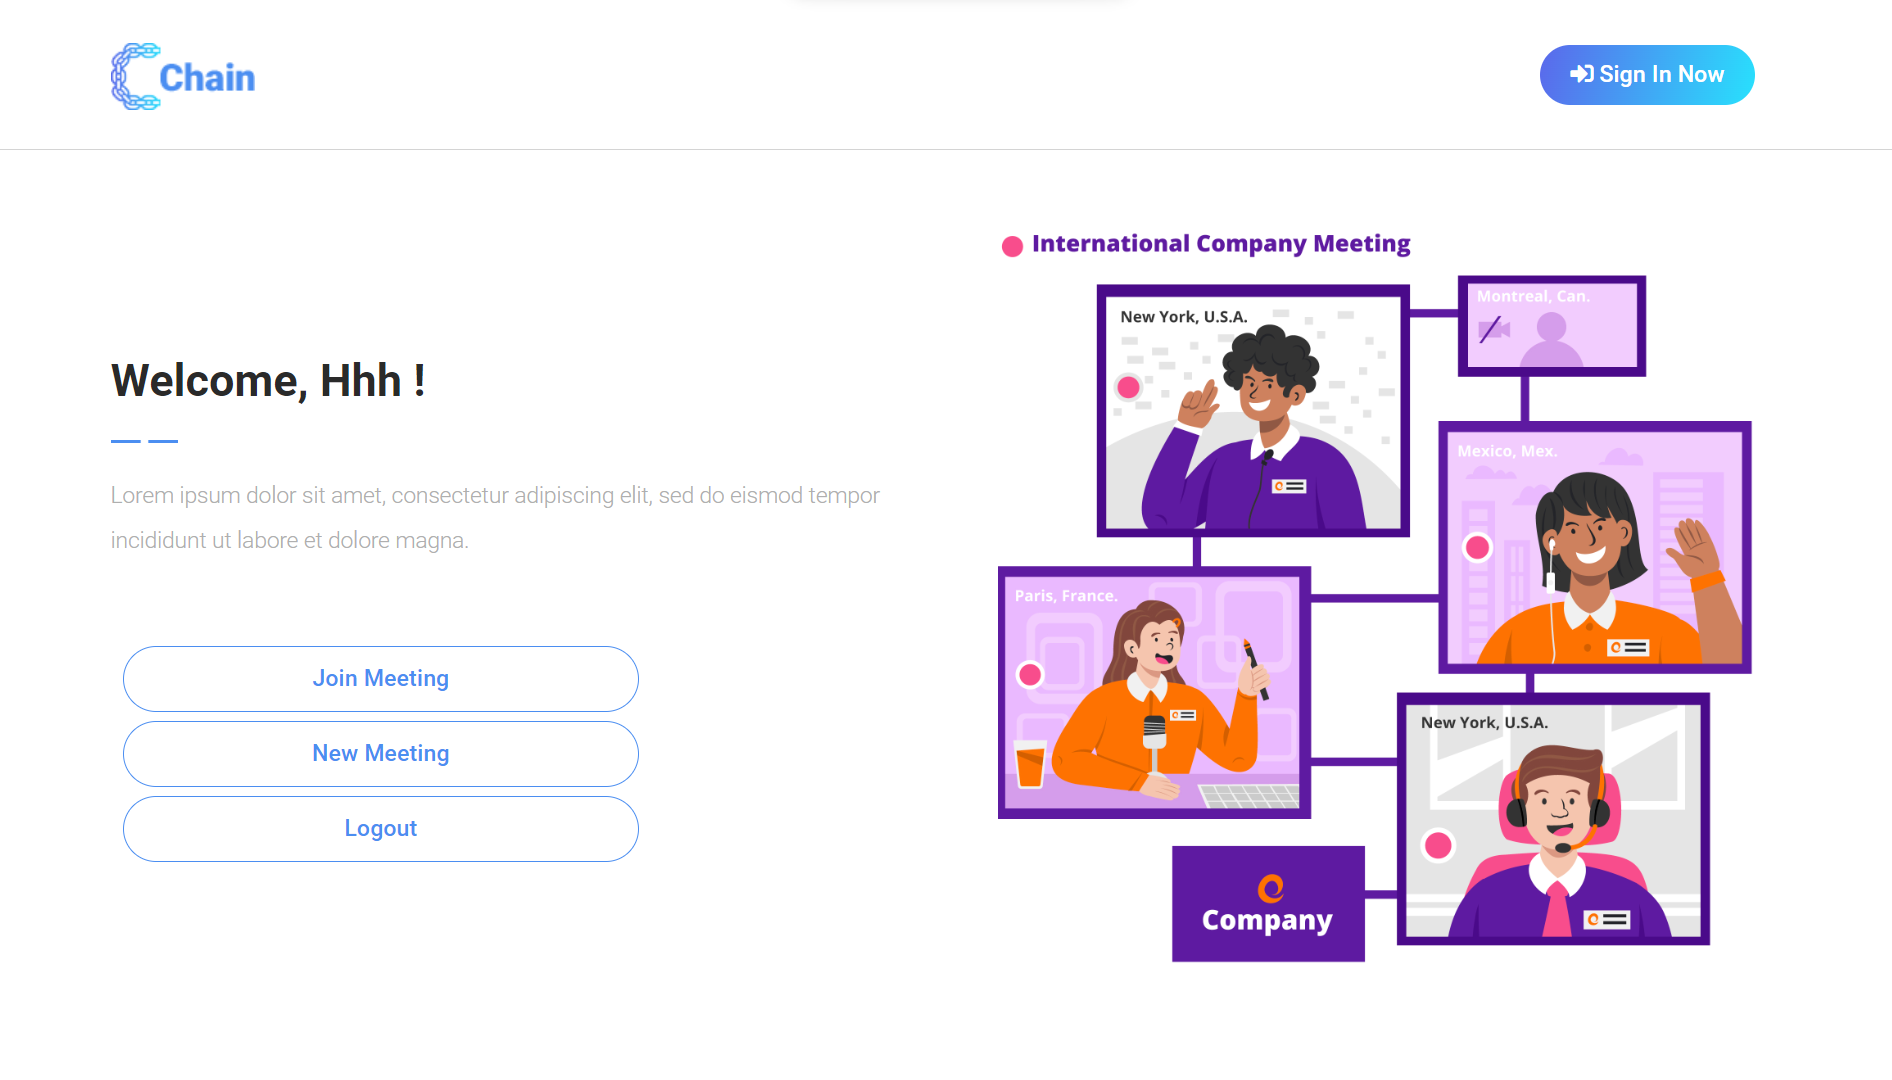 Chain
Sign In Now
International Company Meeting
New York, U.S.A.
Montreal, Can.
Welcome, Hhh !
Mexico, Mex.
Lorem ipsum dolor sit amet, consectetur adipiscing elit, sed do eismod tempor
incididunt ut labore et dolore magna.
Paris, France.
Join Meeting
New Meeting
Logout
New York, U.S.A.
Company